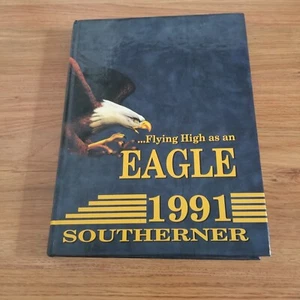 ...Flying High as an
EAGLE
1991
SOUTHERNER